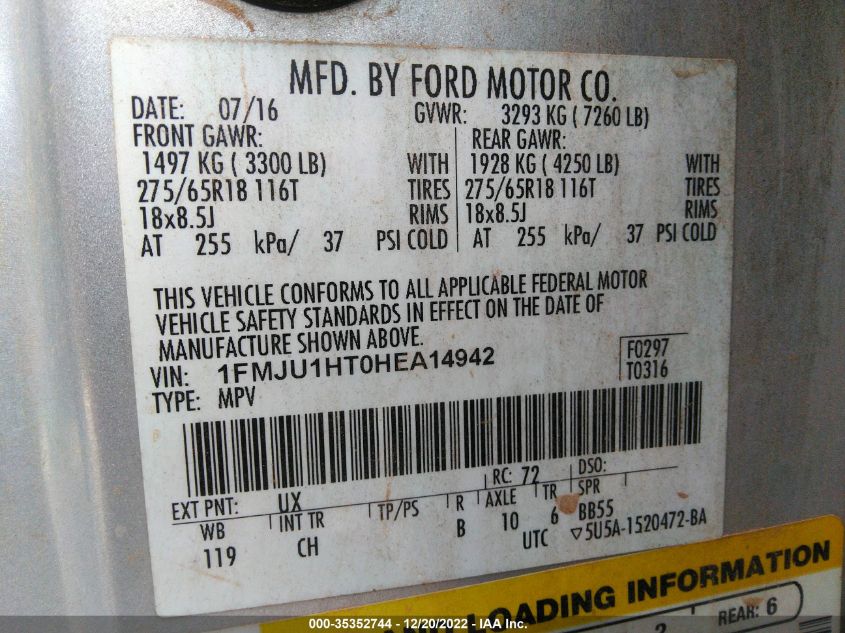 MFD. BY FORD MOTOR CO.
DATE: 07/16 GVWR: 3293 KG ( 7260 LB)
FRONT GAWR: REAR GAWR:
1497 KG ( 3300 LB) WITH 1928 KG ( 4250 LB) WITH
275/65R18 116T TIRES 275/65R18 116T TIRES
18x8.5J RIMS 18x8.5J RIMS
AT 255 kPa/ 37 PSI COLD AT 255 kPa/ 37 PSI COLD
THIS VEHICLE CONFORMS TO ALL APPLICABLE FEDERAL MOTOR
VEHICLE SAFETY STANDARDS IN EFFECT ON THE DATE OF
MANUFACTURE SHOWN ABOVE.
VIN: 1FMJU1HT0HEA14942 F0297
TYPE: MPV T0316
EXT PNT: UX RC: 72 DSO:
WB INT TR TP/PS R AXLE TR SPR
119 CH B 10 6 BB55
UTC ▽5U5A-1520472-BA
AND LOADING INFORMATION
2 REAR: 6
000-35352744 - 12/20/2022 - IAA Inc.